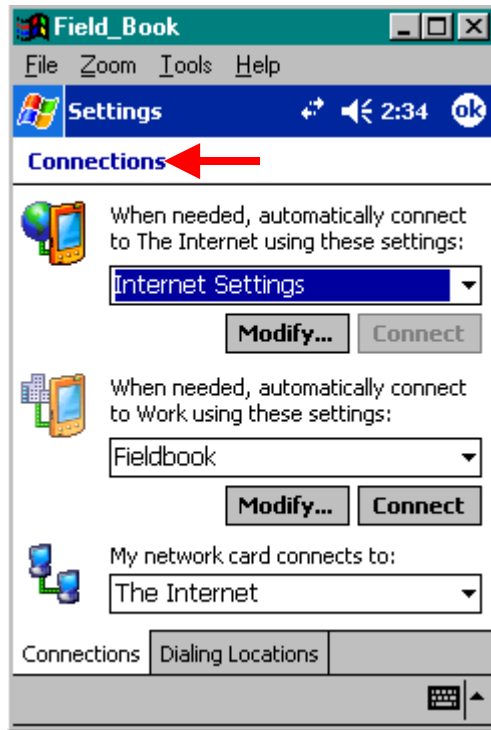 Field_Book
File Zoom Tools Help
Settings 2:34 ok
Connections
When needed, automatically connect
to The Internet using these settings:
Internet Settings
Modify... Connect
When needed, automatically connect
to Work using these settings:
Fieldbook
Modify... Connect
My network card connects to:
The Internet
Connections Dialing Locations